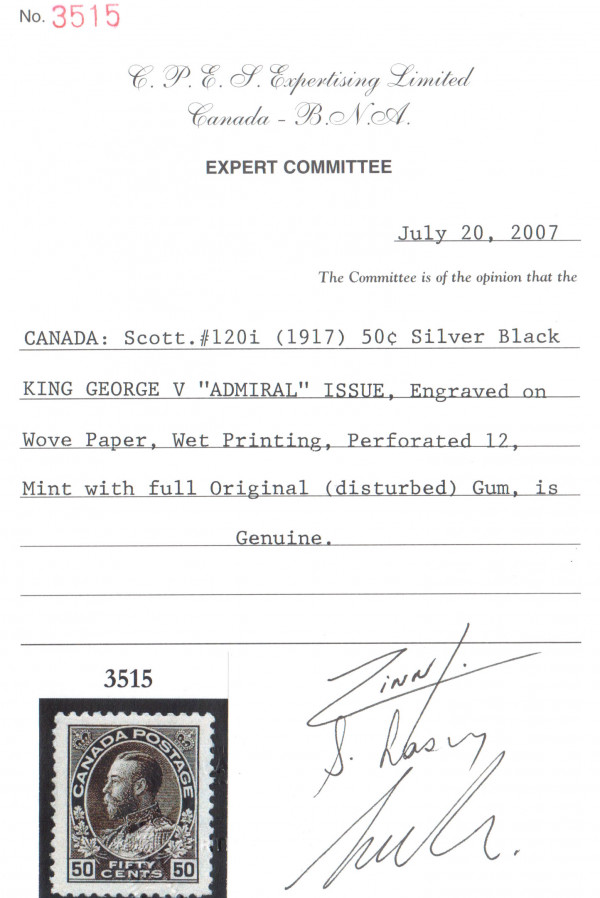 No. 3515
C. P. E. S. Expertising Limited
Canada - B.N.A.
EXPERT COMMITTEE
July 20, 2007
The Committee is of the opinion that the
CANADA: Scott.#120i (1917) 50¢ Silver Black
KING GEORGE V "ADMIRAL" ISSUE, Engraved on
Wove Paper, Wet Printing, Perforated 12,
Mint with full Original (disturbed) Gum, is
Genuine.
3515
CANADA POSTAGE
FIFTY
50 CENTS 50